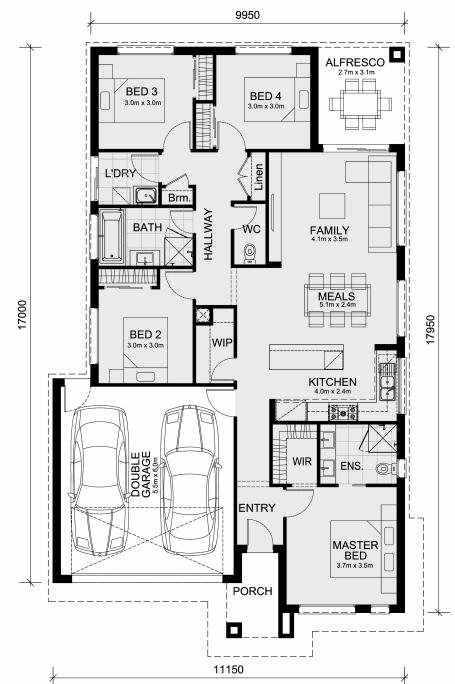 9950
ALFRESCO
2.7m x 3.1m
BED 3
3.0m x 3.0m
BED 4
3.0m x 3.0m
L'DRY
Brm.
Linen
BATH
HALLWAY
WC
FAMILY
4.1m x 3.5m
MEALS
5.1m x 2.4m
17000
17950
BED 2
3.0m x 3.0m
WIP
KITCHEN
4.0m x 2.4m
DOUBLE
GARAGE
5.5m x 6.0m
WIR
ENS.
ENTRY
MASTER
BED
3.7m x 3.5m
PORCH
11150